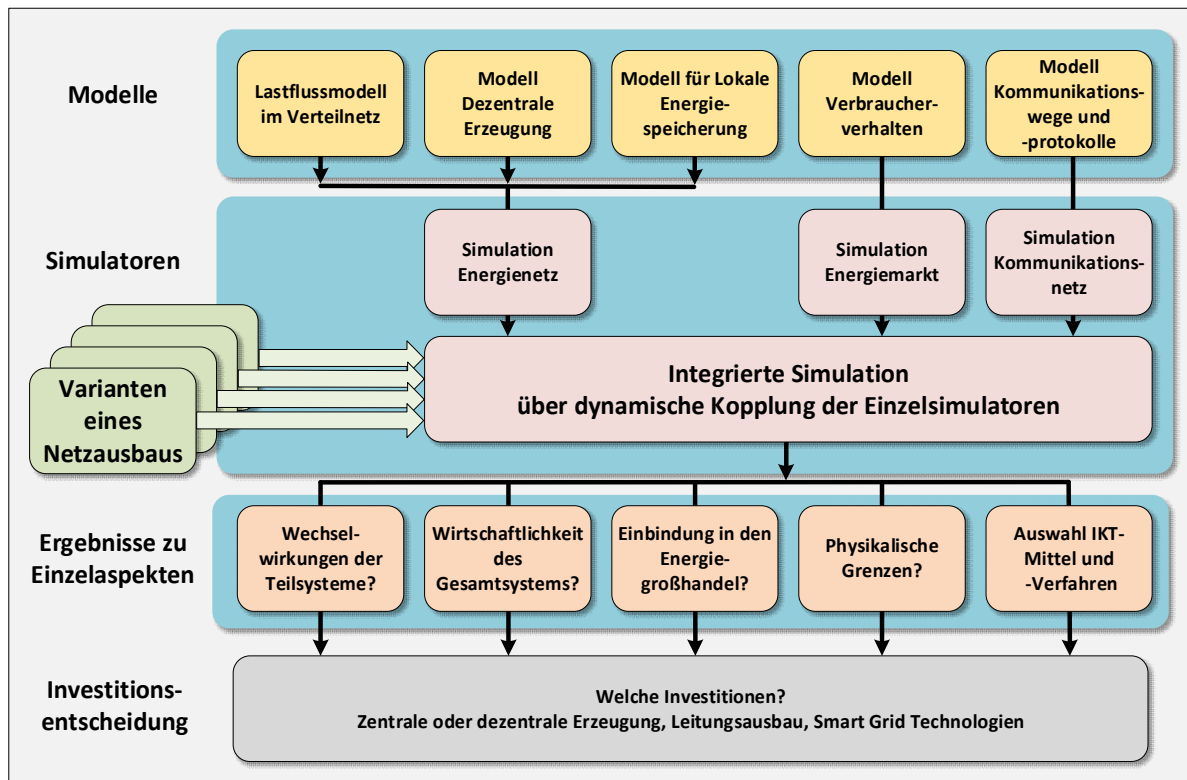 Modelle
Lastflussmodell
im Verteilnetz
Modell
Dezentrale
Erzeugung
Modell für Lokale
Energie-
speicherung
Modell
Verbraucher-
verhalten
Modell
Kommunikations-
wege und
-protokolle
Simulatoren
Simulation
Energienetz
Simulation
Energiemarkt
Simulation
Kommunikations-
netz
Varianten
eines
Netzausbaus
Integrierte Simulation
über dynamische Kopplung der Einzelsimulatoren
Ergebnisse zu
Einzelaspekten
Wechsel-
wirkungen der
Teilsysteme?
Wirtschaftlichkeit
des
Gesamtsystems?
Einbindung in den
Energie-
großhandel?
Physikalische
Grenzen?
Auswahl IKT-
Mittel und
-Verfahren
Investitions-
entscheidung
Welche Investitionen?
Zentrale oder dezentrale Erzeugung, Leitungsausbau, Smart Grid Technologien